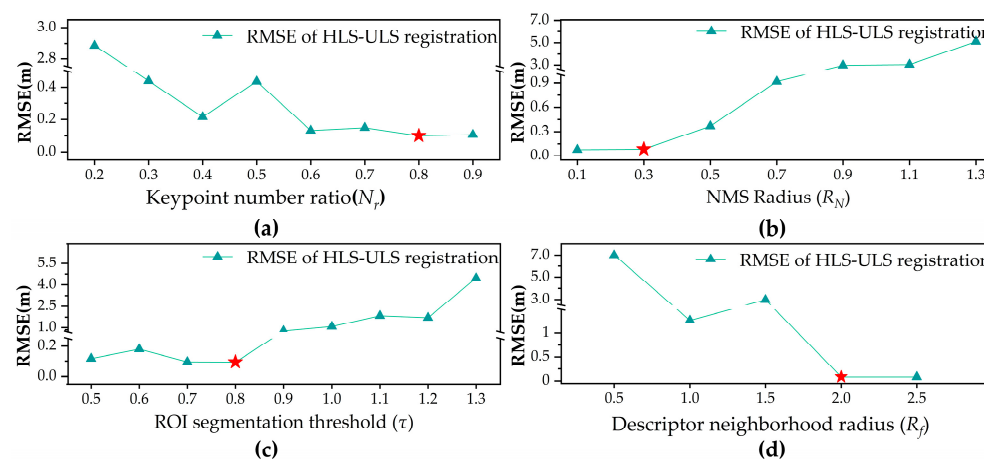 3.0
RMSE of HLS-ULS registration
2.8
0.4
0.2
0.0
RMSE(m)
0.2 0.3 0.4 0.5 0.6 0.7 0.8 0.9
Keypoint number ratio(Nr)
(a)
7.0
RMSE of HLS-ULS registration
5.0
3.0
0.9
0.6
0.3
0.0
RMSE(m)
0.1 0.3 0.5 0.7 0.9 1.1 1.3
NMS Radius (RN)
(b)
RMSE of HLS-ULS registration
5.5
4.0
2.5
1.0
0.2
0.0
RMSE(m)
0.5 0.6 0.7 0.8 0.9 1.0 1.1 1.2 1.3
ROI segmentation threshold (τ)
(c)
7.0
RMSE of HLS-ULS registration
5.0
3.0
1
0.5
0
RMSE(m)
0.5 1.0 1.5 2.0 2.5
Descriptor neighborhood radius (Rf)
(d)